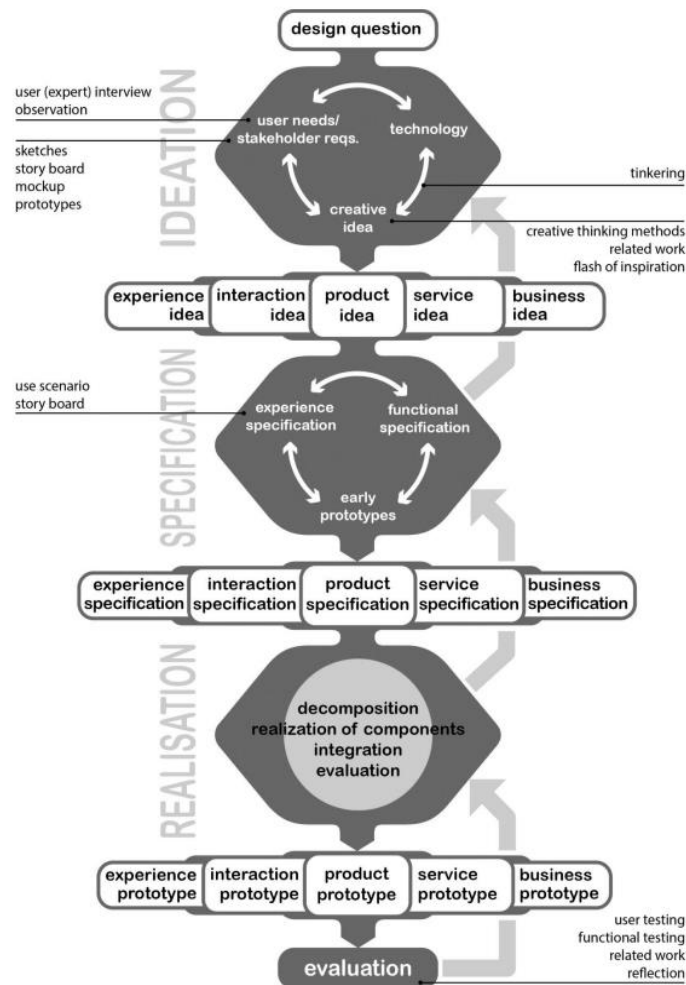 design question
IDEATION
user (expert) interview
observation
sketches
story board
mockup
prototypes
user needs/
stakeholder reqs.
technology
creative
idea
tinkering
creative thinking methods
related work
flash of inspiration
experience
idea
interaction
idea
product
idea
service
idea
business
idea
SPECIFICATION
use scenario
story board
experience
specification
functional
specification
early
prototypes
experience
specification
interaction
specification
product
specification
service
specification
business
specification
REALISATION
decomposition
realization of components
integration
evaluation
experience
prototype
interaction
prototype
product
prototype
service
prototype
business
prototype
evaluation
user testing
functional testing
related work
reflection